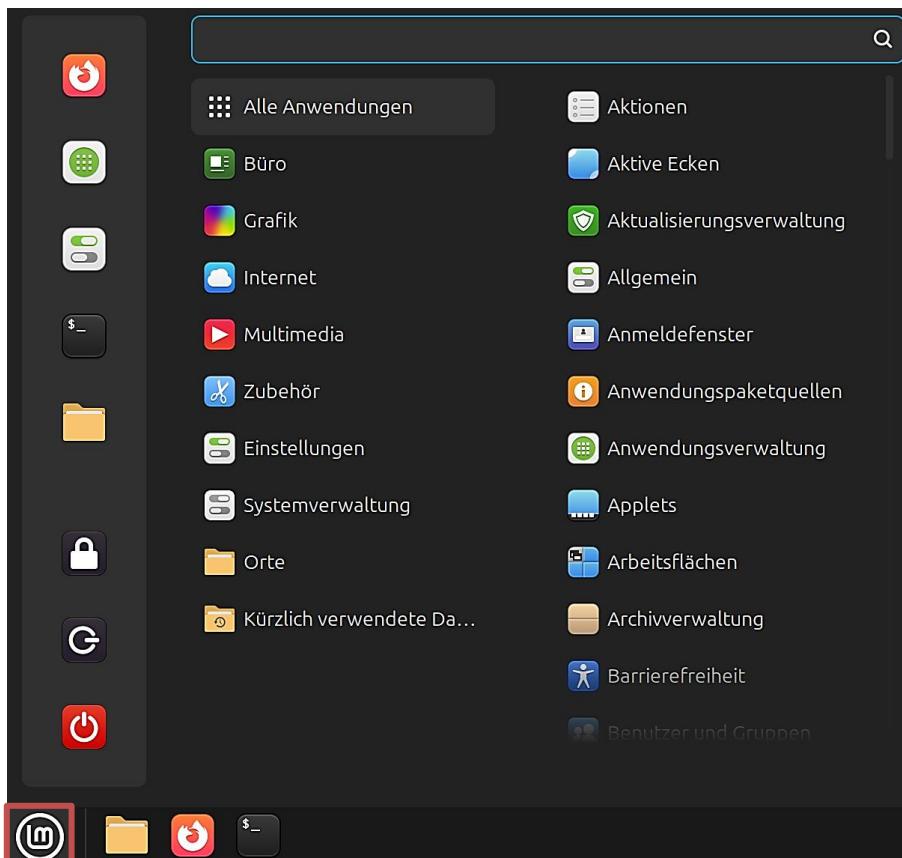 Alle Anwendungen
Büro
Grafik
Internet
Multimedia
Zubehör
Einstellungen
Systemverwaltung
Orte
Kürzlich verwendete Da...
Aktionen
Aktive Ecken
Aktualisierungsverwaltung
Allgemein
Anmeldefenster
Anwendungspaketquellen
Anwendungsverwaltung
Applets
Arbeitsflächen
Archivverwaltung
Barrierefreiheit
Benutzer und Gruppen
$_
$_